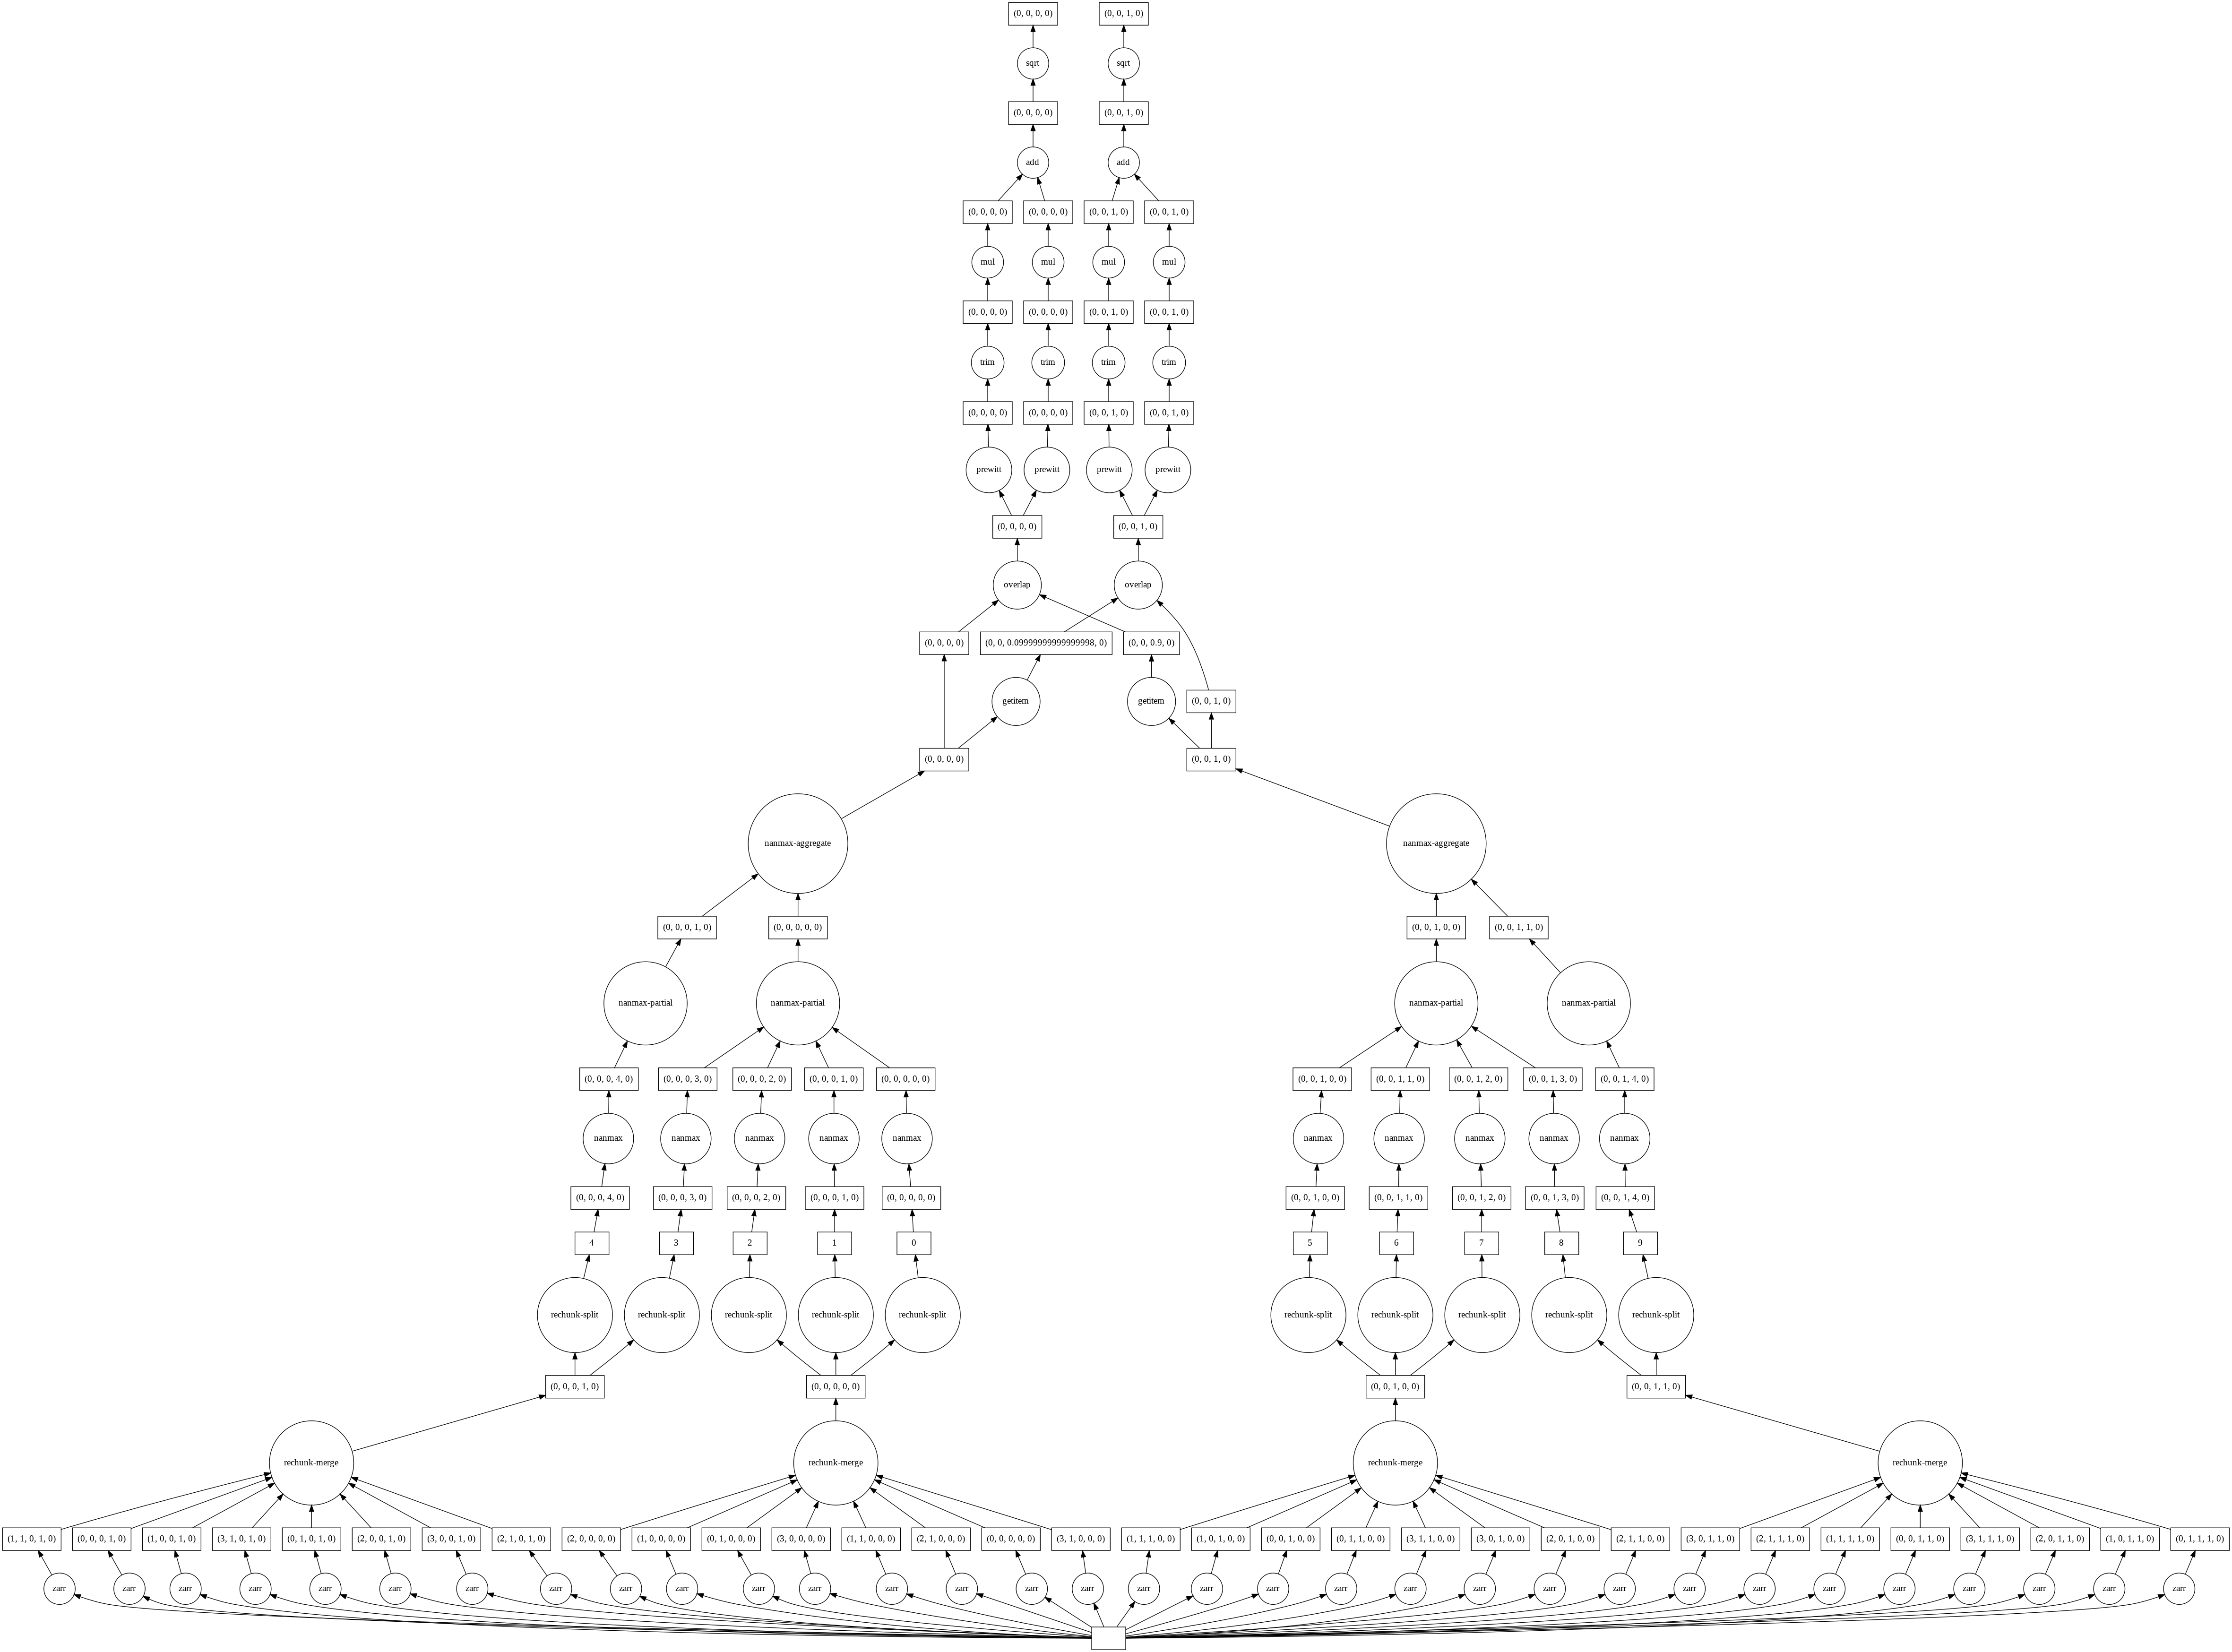 (0, 0, 0, 0) (0, 0, 1, 0)
sqrt sqrt
(0, 0, 0, 0) (0, 0, 1, 0)
add add
(0, 0, 0, 0) (0, 0, 0, 0) (0, 0, 1, 0) (0, 0, 1, 0)
mul mul mul mul
(0, 0, 0, 0) (0, 0, 0, 0) (0, 0, 1, 0) (0, 0, 1, 0)
trim trim trim trim
(0, 0, 0, 0) (0, 0, 0, 0) (0, 0, 1, 0) (0, 0, 1, 0)
prewitt prewitt prewitt prewitt
(0, 0, 0, 0) (0, 0, 1, 0)
overlap overlap
(0, 0, 0, 0) (0, 0, 0.09999999999999998, 0) (0, 0, 0.9, 0)
getitem getitem (0, 0, 1, 0)
(0, 0, 0, 0) (0, 0, 1, 0)
nanmax-aggregate nanmax-aggregate
(0, 0, 0, 1, 0) (0, 0, 0, 0, 0) (0, 0, 1, 0, 0) (0, 0, 1, 1, 0)
nanmax-partial nanmax-partial nanmax-partial nanmax-partial
(0, 0, 0, 4, 0) (0, 0, 0, 3, 0) (0, 0, 0, 2, 0) (0, 0, 0, 1, 0) (0, 0, 0, 0, 0) (0, 0, 1, 0, 0) (0, 0, 1, 1, 0) (0, 0, 1, 2, 0) (0, 0, 1, 3, 0) (0, 0, 1, 4, 0)
nanmax nanmax nanmax nanmax nanmax nanmax nanmax nanmax nanmax nanmax
(0, 0, 0, 4, 0) (0, 0, 0, 3, 0) (0, 0, 0, 2, 0) (0, 0, 0, 1, 0) (0, 0, 0, 0, 0) (0, 0, 1, 0, 0) (0, 0, 1, 1, 0) (0, 0, 1, 2, 0) (0, 0, 1, 3, 0) (0, 0, 1, 4, 0)
4 3 2 1 0 5 6 7 8 9
rechunk-split rechunk-split rechunk-split rechunk-split rechunk-split rechunk-split rechunk-split rechunk-split rechunk-split rechunk-split
(0, 0, 0, 1, 0) (0, 0, 0, 0, 0) (0, 0, 1, 0, 0) (0, 0, 1, 1, 0)
rechunk-merge rechunk-merge rechunk-merge rechunk-merge
(1, 1, 0, 1, 0) (0, 0, 0, 1, 0) (1, 0, 0, 1, 0) (3, 1, 0, 1, 0) (0, 1, 0, 1, 0) (2, 0, 0, 1, 0) (3, 0, 0, 1, 0) (2, 1, 0, 1, 0) (2, 0, 0, 0, 0) (1, 0, 0, 0, 0) (0, 1, 0, 0, 0) (3, 0, 0, 0, 0) (1, 1, 0, 0, 0) (2, 1, 0, 0, 0) (0, 0, 0, 0, 0) (3, 1, 0, 0, 0) (1, 1, 1, 0, 0) (1, 0, 1, 0, 0) (0, 0, 1, 0, 0) (0, 1, 1, 0, 0) (3, 1, 1, 0, 0) (3, 0, 1, 0, 0) (2, 0, 1, 0, 0) (2, 1, 1, 0, 0) (3, 0, 1, 1, 0) (2, 1, 1, 1, 0) (1, 1, 1, 1, 0) (0, 0, 1, 1, 0) (3, 1, 1, 1, 0) (2, 0, 1, 1, 0) (1, 0, 1, 1, 0) (0, 1, 1, 1, 0)
zarr zarr zarr zarr zarr zarr zarr zarr zarr zarr zarr zarr zarr zarr zarr zarr zarr zarr zarr zarr zarr zarr zarr zarr zarr zarr zarr zarr zarr zarr zarr zarr